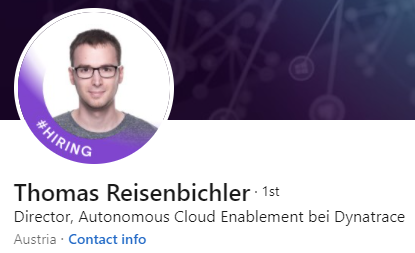 #HIRING
Thomas Reisenbichler · 1st
Director, Autonomous Cloud Enablement bei Dynatrace
Austria · Contact info